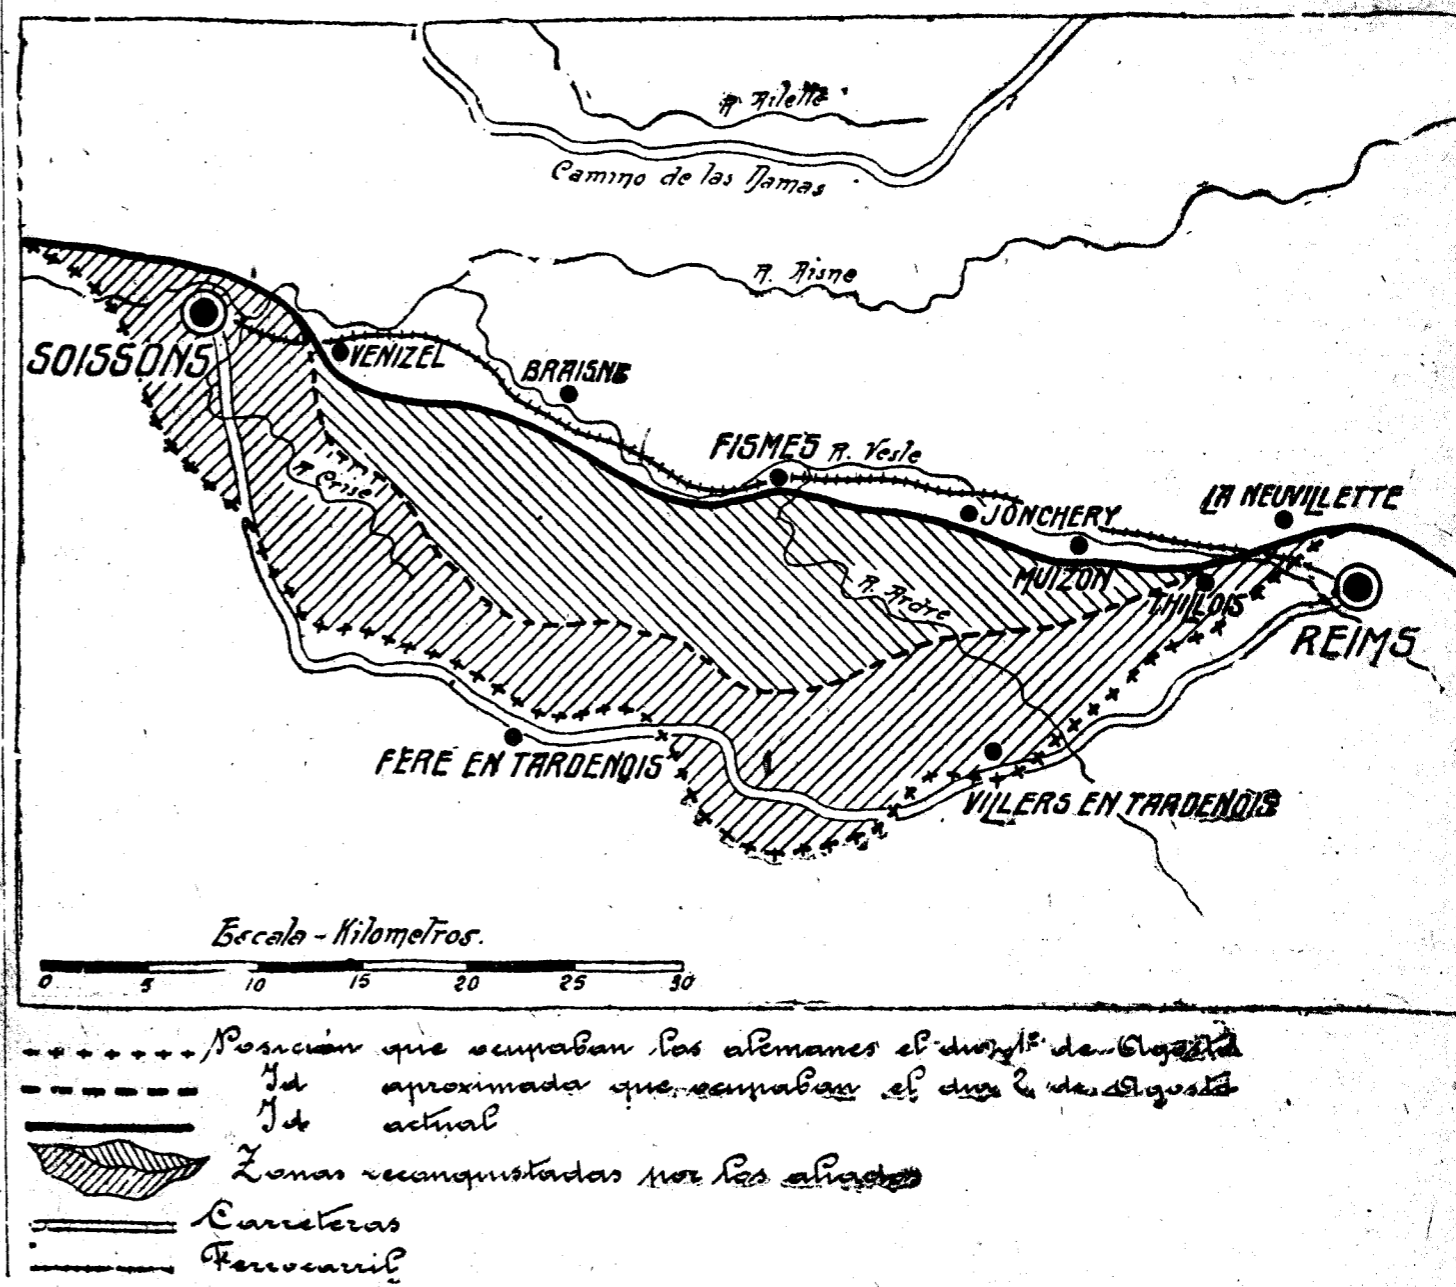 R. Ailette
Camino de las Damas
R. Aisne
SOISSONS
VENIZEL
BRAISNE
FISMES
R. Vesle
LA NEUVILLETTE
JONCHERY
R. Crise
MUIZON
THILLOIS
R. Ardre
REIMS
FERE EN TARDENOIS
VILLERS EN TARDENOIS
Escala - Kilometros.
0 5 10 15 20 25 30
Posición que ocupaban los alemanes el dia 1º de Agosto
Id aproximada que ocupaban el dia 2 de Agosto
Id actual
Zonas reconquistadas por los aliados
Carreteras
Ferrocarril